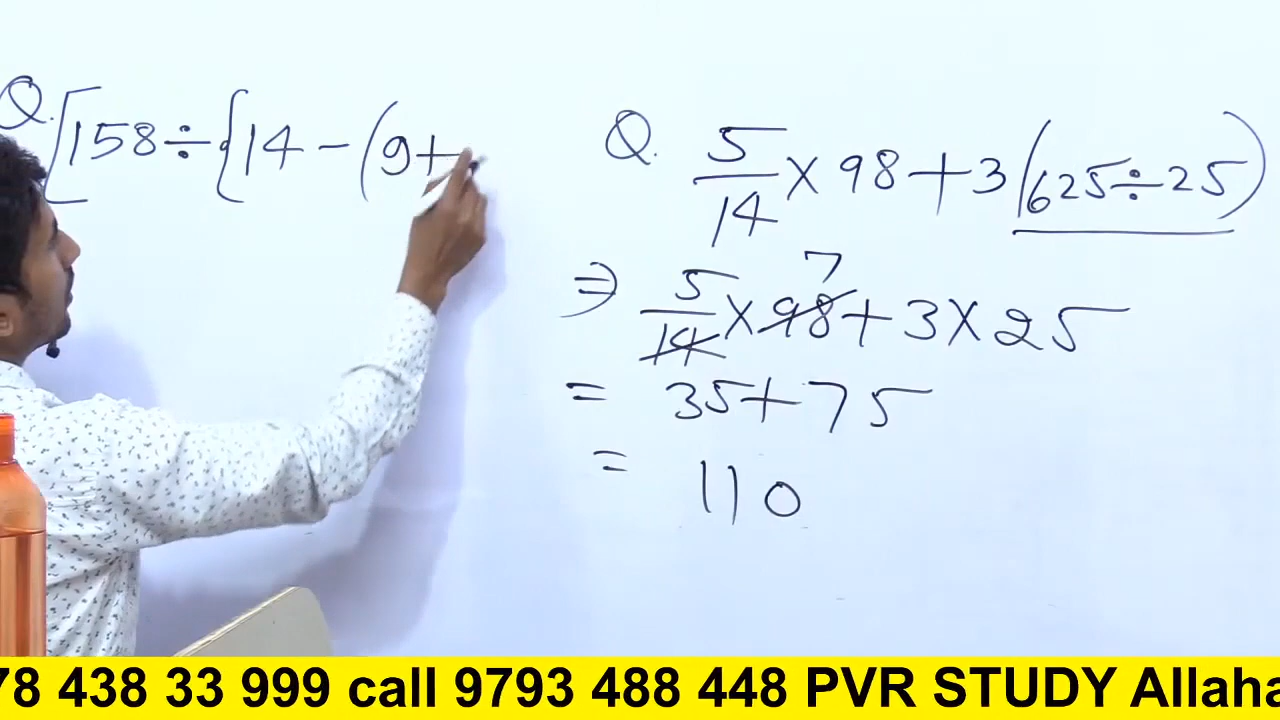 Q. [158÷{14-(9+
Q. 5/14 × 98+3(625÷25)
7
⇒ 5/14 × 98+3×25
= 35+75
= 110
78 438 33 999 call 9793 488 448 PVR STUDY Allaha